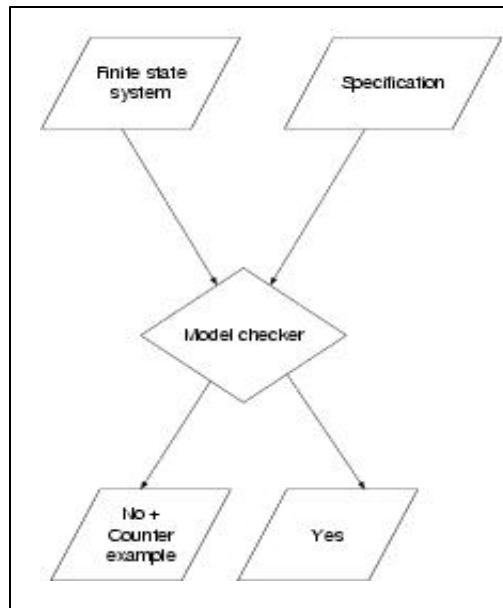 Finite state
system
Specification
Model checker
No +
Counter
example
Yes